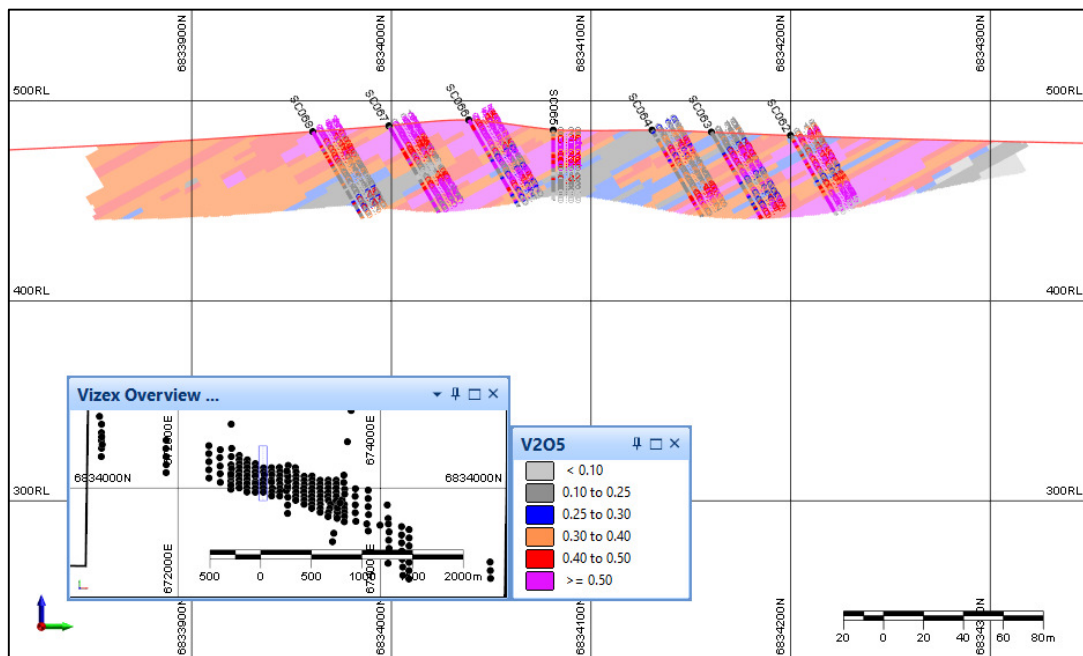 6833900N
6834000N
6834100N
6834200N
6834300N
500RL
500RL
SC068
SC067
SC066
SC065
SC064
SC063
SC062
400RL
400RL
300RL
300RL
Vizex Overview ...
672000E
674000E
6834000N
6834000N
672000E
500
0
500
1000
2000m
V2O5
< 0.10
0.10 to 0.25
0.25 to 0.30
0.30 to 0.40
0.40 to 0.50
>= 0.50
6833900N
6834000N
6834100N
6834200N
20
0
20
40
60
80m